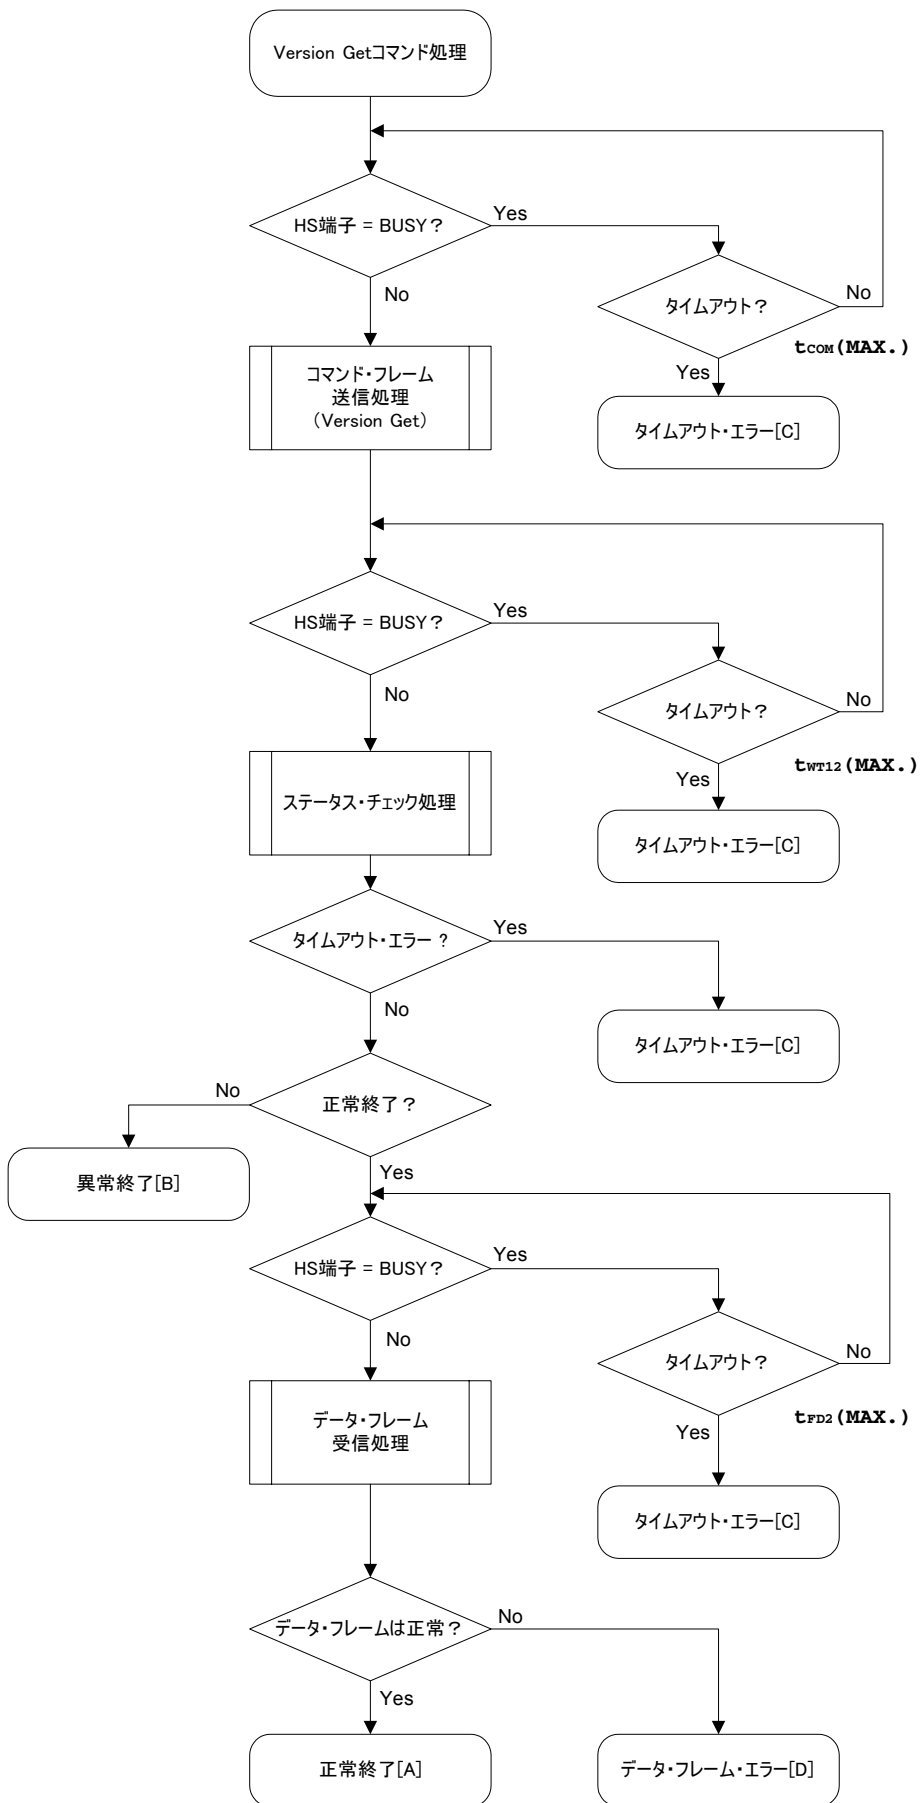 Version Getコマンド処理
HS端子 = BUSY？
Yes
No
タイムアウト？
No
tCOM(MAX.)
Yes
コマンド・フレーム
送信処理
（Version Get）
タイムアウト・エラー[C]
HS端子 = BUSY？
Yes
No
タイムアウト？
No
tWT12(MAX.)
Yes
ステータス・チェック処理
タイムアウト・エラー[C]
タイムアウト・エラー ？
Yes
No
タイムアウト・エラー[C]
正常終了？
No
Yes
異常終了[B]
HS端子 = BUSY？
Yes
No
タイムアウト？
No
tFD2(MAX.)
Yes
データ・フレーム
受信処理
タイムアウト・エラー[C]
データ・フレームは正常？
No
Yes
正常終了[A]
データ・フレーム・エラー[D]